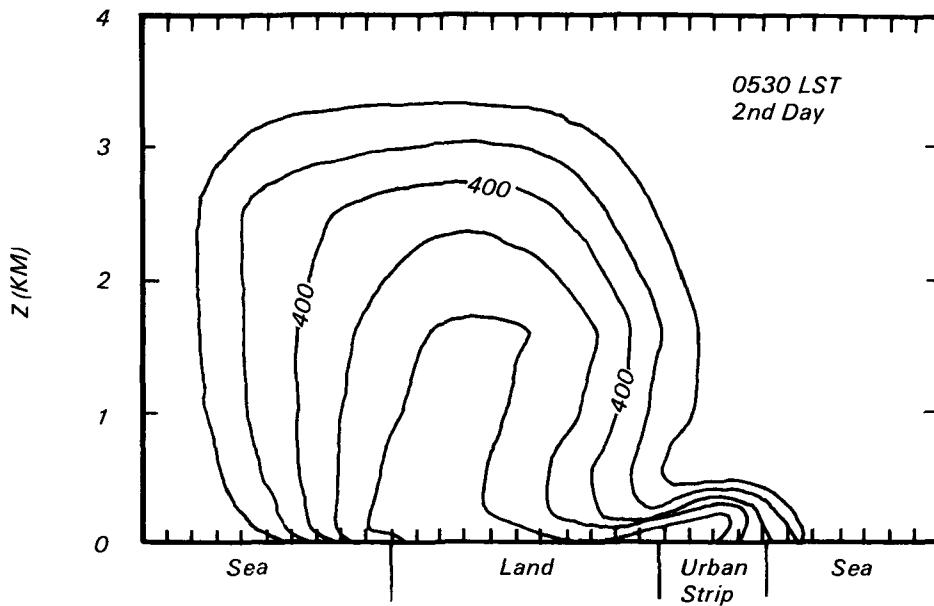 4
0530 LST
2nd Day
3
400
Z (KM)
2
400
400
1
0
Sea
Land
Urban
Strip
Sea